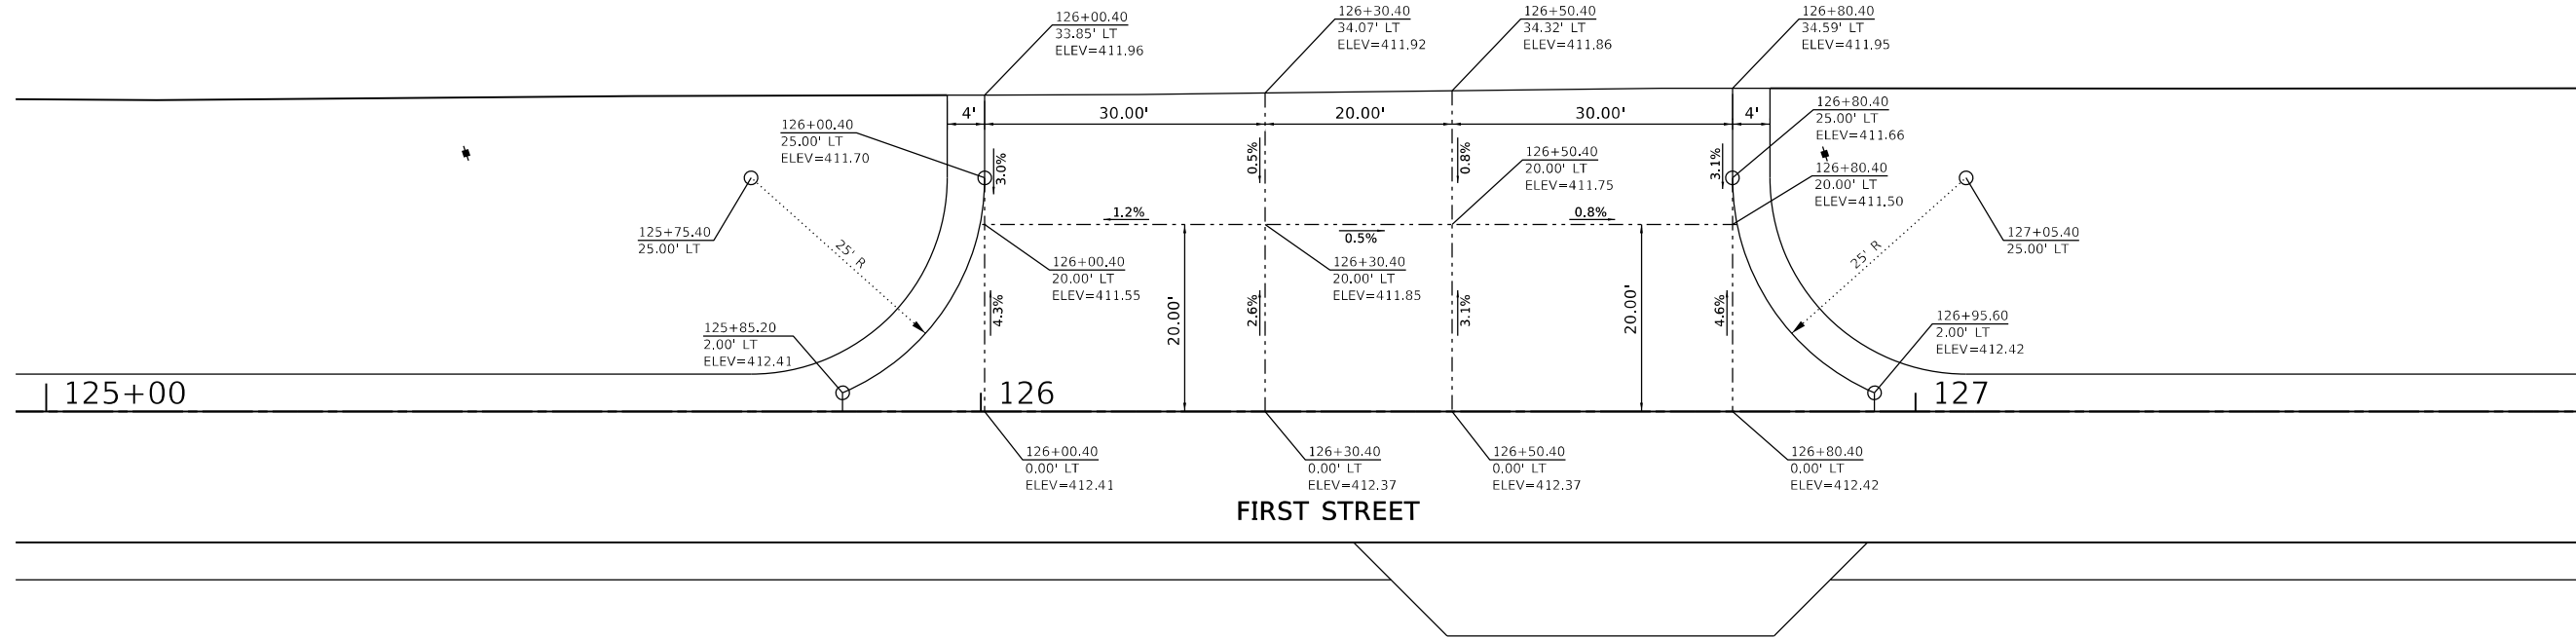 126+00.40
33.85' LT
ELEV=411.96
126+30.40
34.07' LT
ELEV=411.92
126+50.40
34.32' LT
ELEV=411.86
126+80.40
34.59' LT
ELEV=411.95
4'
30.00'
20.00'
30.00'
4'
126+00.40
25.00' LT
ELEV=411.70
126+80.40
25.00' LT
ELEV=411.66
3.0%
0.5%
0.8%
3.1%
126+50.40
20.00' LT
ELEV=411.75
126+80.40
20.00' LT
ELEV=411.50
1.2%
0.5%
0.8%
125+75.40
25.00' LT
25' R
25' R
127+05.40
25.00' LT
126+00.40
20.00' LT
ELEV=411.55
126+30.40
20.00' LT
ELEV=411.85
4.3%
20.00'
2.6%
3.1%
20.00'
4.6%
125+85.20
2.00' LT
ELEV=412.41
126+95.60
2.00' LT
ELEV=412.42
125+00
126
127
126+00.40
0.00' LT
ELEV=412.41
126+30.40
0.00' LT
ELEV=412.37
126+50.40
0.00' LT
ELEV=412.37
126+80.40
0.00' LT
ELEV=412.42
FIRST STREET